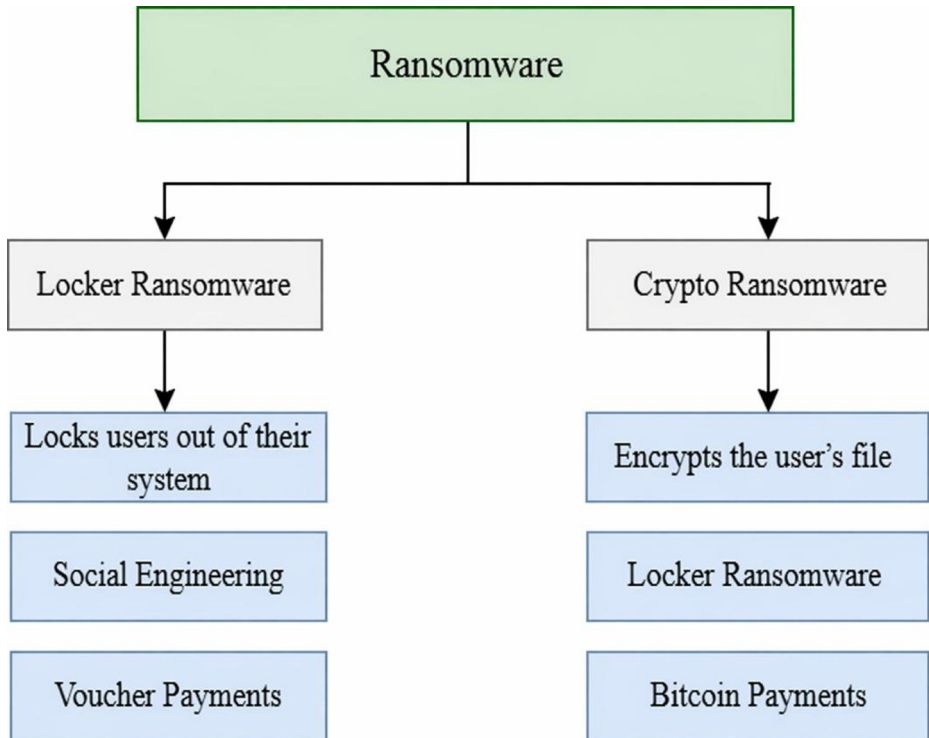 Ransomware
Locker Ransomware
Crypto Ransomware
Locks users out of their
system
Encrypts the user’s file
Social Engineering
Locker Ransomware
Voucher Payments
Bitcoin Payments